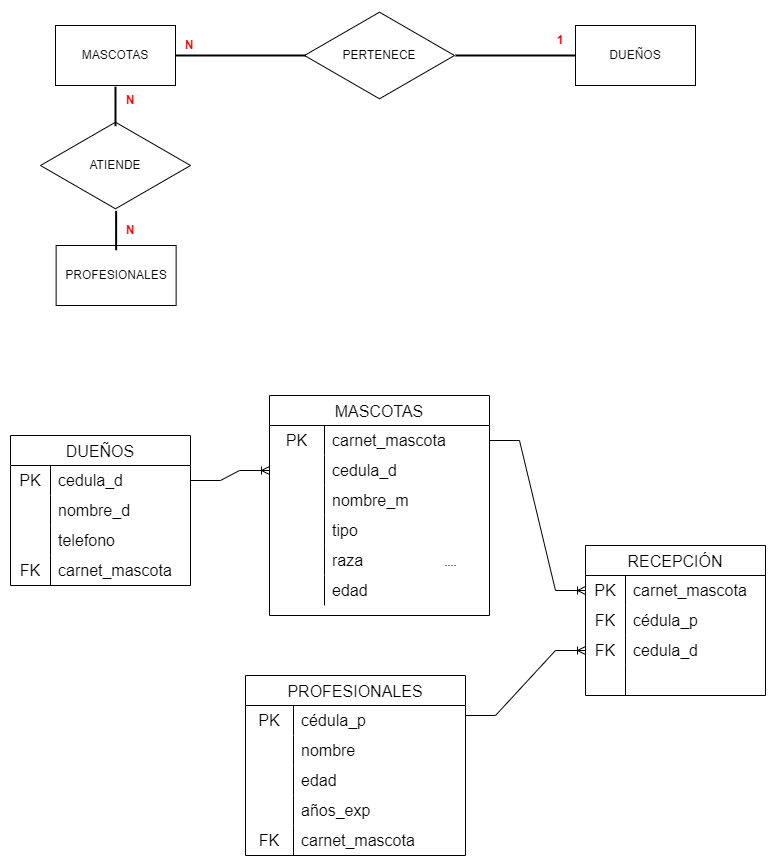 MASCOTAS
N
PERTENECE
1
DUEÑOS
N
ATIENDE
N
PROFESIONALES
DUEÑOS
PK cedula_d
nombre_d
telefono
FK carnet_mascota
MASCOTAS
PK carnet_mascota
cedula_d
nombre_m
tipo
raza ....
edad
RECEPCIÓN
PK carnet_mascota
FK cédula_p
FK cedula_d
PROFESIONALES
PK cédula_p
nombre
edad
años_exp
FK carnet_mascota